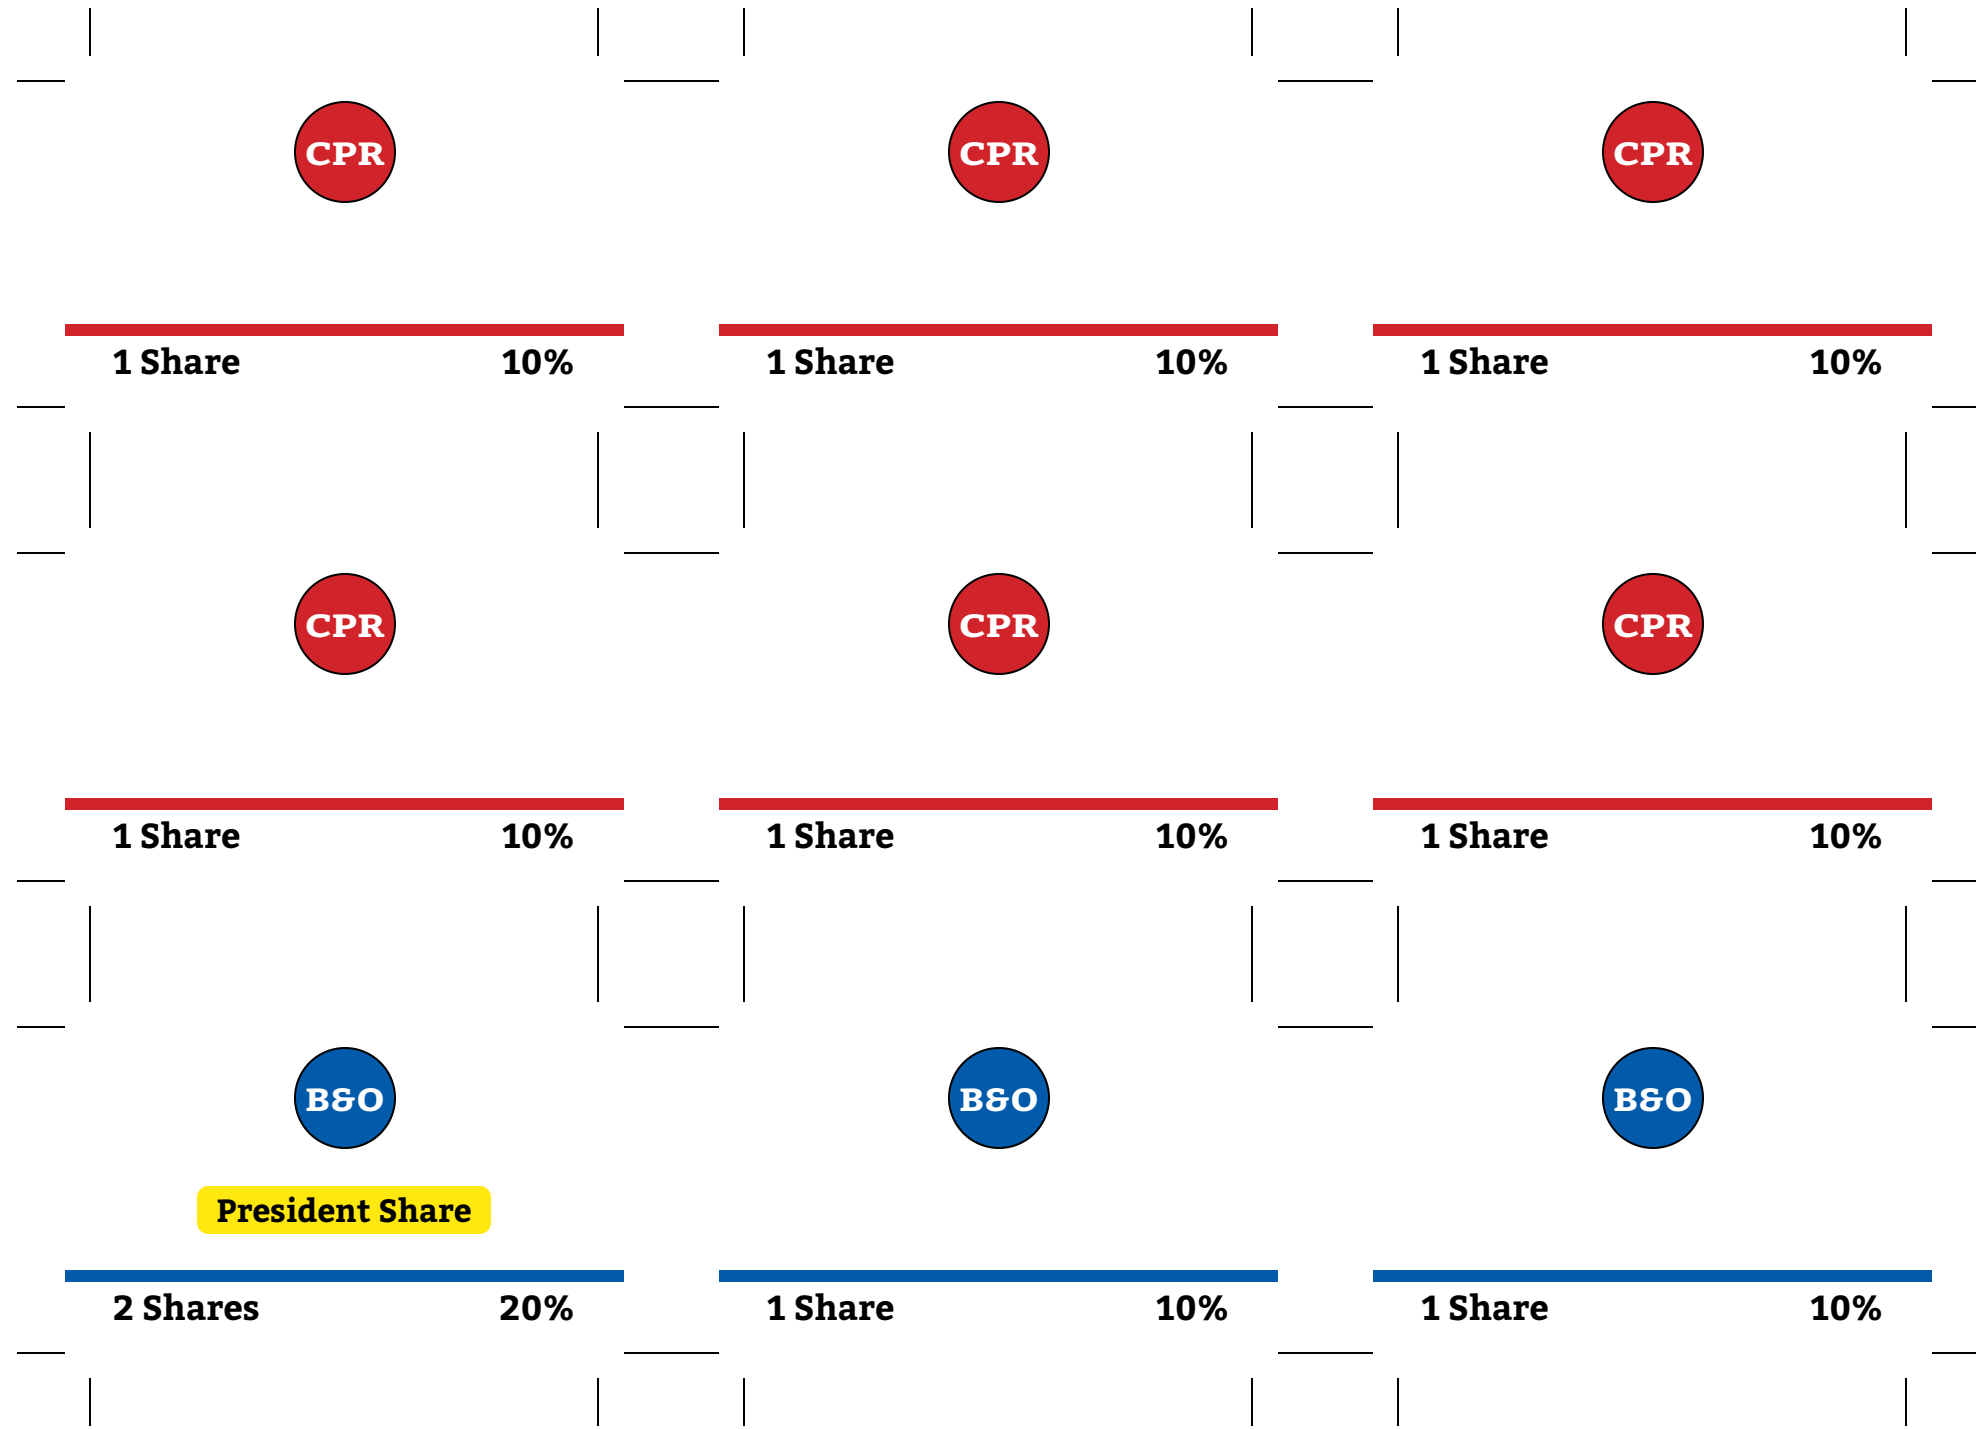 CPR CPR CPR
1 Share 10% 1 Share 10% 1 Share 10%
CPR CPR CPR
1 Share 10% 1 Share 10% 1 Share 10%
B&O B&O B&O
President Share
2 Shares 20% 1 Share 10% 1 Share 10%